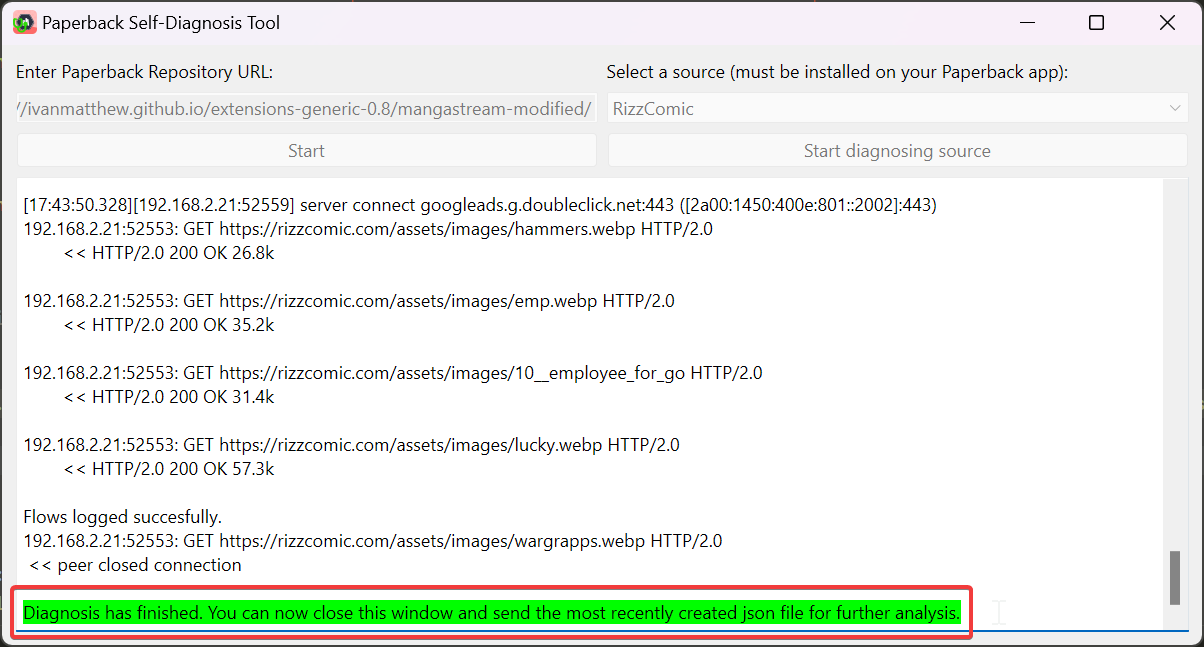 Paperback Self-Diagnosis Tool
Enter Paperback Repository URL:
Select a source (must be installed on your Paperback app):
//ivanmatthew.github.io/extensions-generic-0.8/mangastream-modified/
RizzComic
Start
Start diagnosing source
[17:43:50.328][192.168.2.21:52559] server connect googleads.g.doubleclick.net:443 ([2a00:1450:400e:801::2002]:443)
192.168.2.21:52553: GET https://rizzcomic.com/assets/images/hammers.webp HTTP/2.0
<< HTTP/2.0 200 OK 26.8k
192.168.2.21:52553: GET https://rizzcomic.com/assets/images/emp.webp HTTP/2.0
<< HTTP/2.0 200 OK 35.2k
192.168.2.21:52553: GET https://rizzcomic.com/assets/images/10__employee_for_go HTTP/2.0
<< HTTP/2.0 200 OK 31.4k
192.168.2.21:52553: GET https://rizzcomic.com/assets/images/lucky.webp HTTP/2.0
<< HTTP/2.0 200 OK 57.3k
Flows logged succesfully.
192.168.2.21:52553: GET https://rizzcomic.com/assets/images/wargrapps.webp HTTP/2.0
<< peer closed connection
Diagnosis has finished. You can now close this window and send the most recently created json file for further analysis.